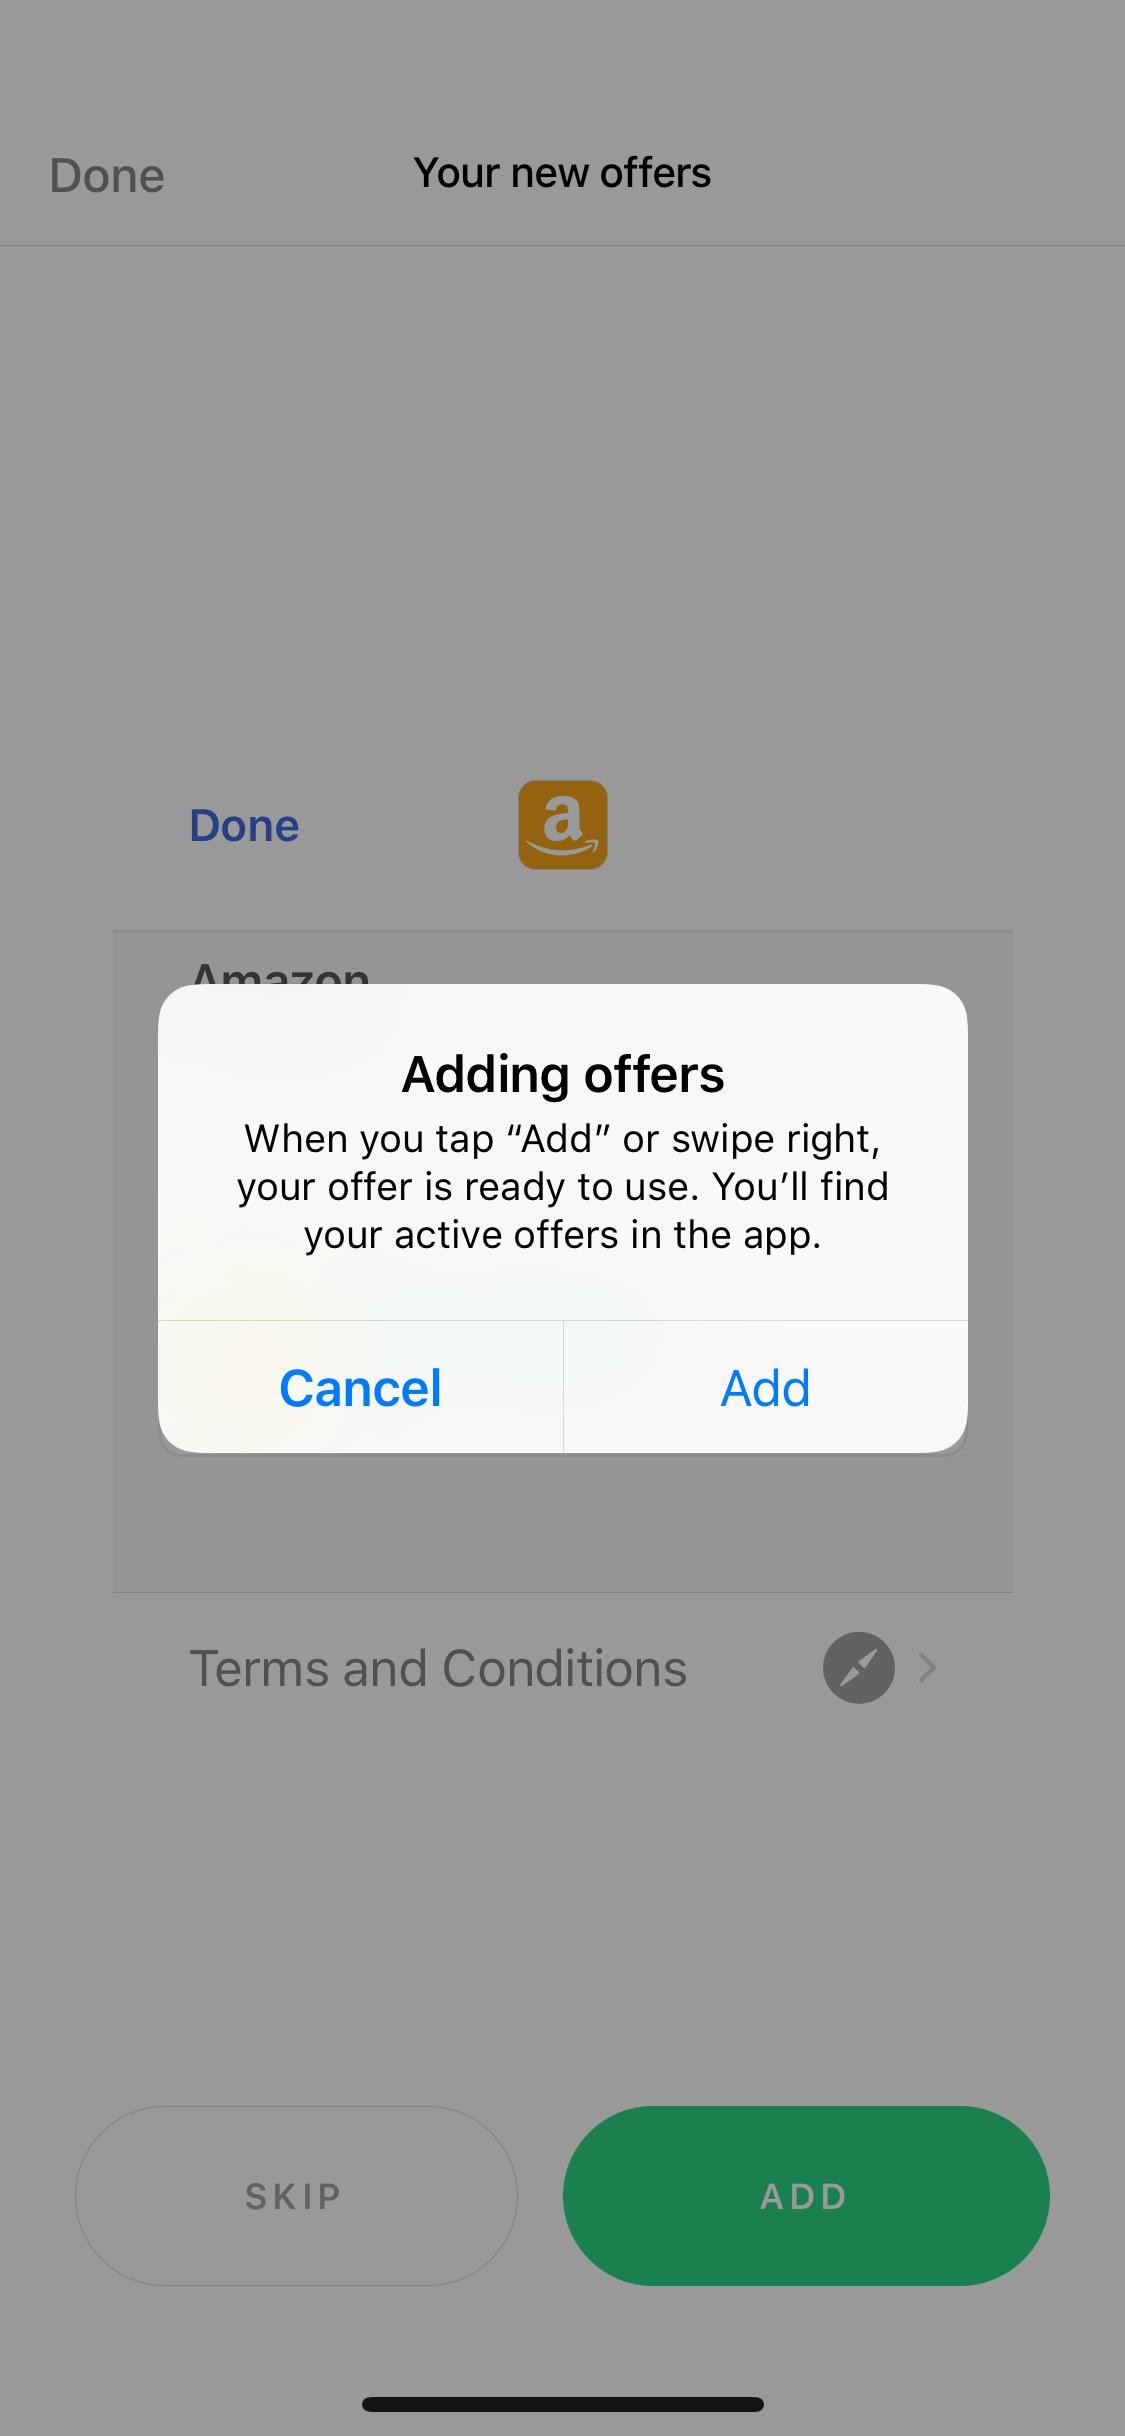 Done
Your new offers
Done
a
Amazon
Adding offers
When you tap “Add” or swipe right,
your offer is ready to use. You’ll find
your active offers in the app.
Cancel
Add
Terms and Conditions
SKIP
ADD